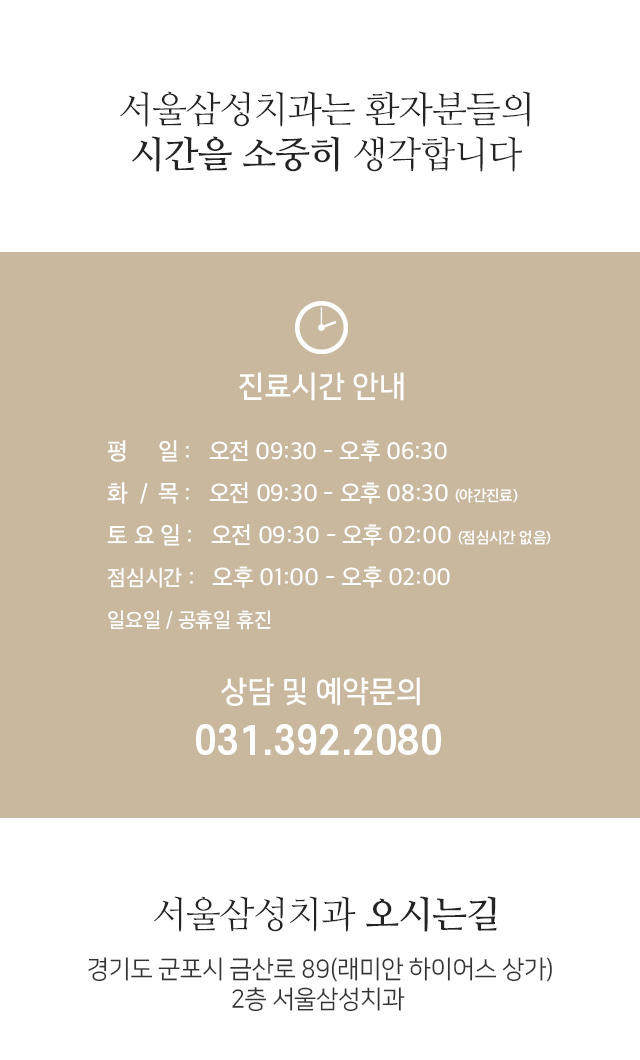 서울삼성치과는 환자분들의
시간을 소중히 생각합니다
진료시간 안내
평 일 : 오전 09:30 - 오후 06:30
화 / 목 : 오전 09:30 - 오후 08:30 (야간진료)
토 요 일 : 오전 09:30 - 오후 02:00 (점심시간 없음)
점심시간 : 오후 01:00 - 오후 02:00
일요일 / 공휴일 휴진
상담 및 예약문의
031.392.2080
서울삼성치과 오시는길
경기도 군포시 금산로 89(래미안 하이어스 상가)
2층 서울삼성치과